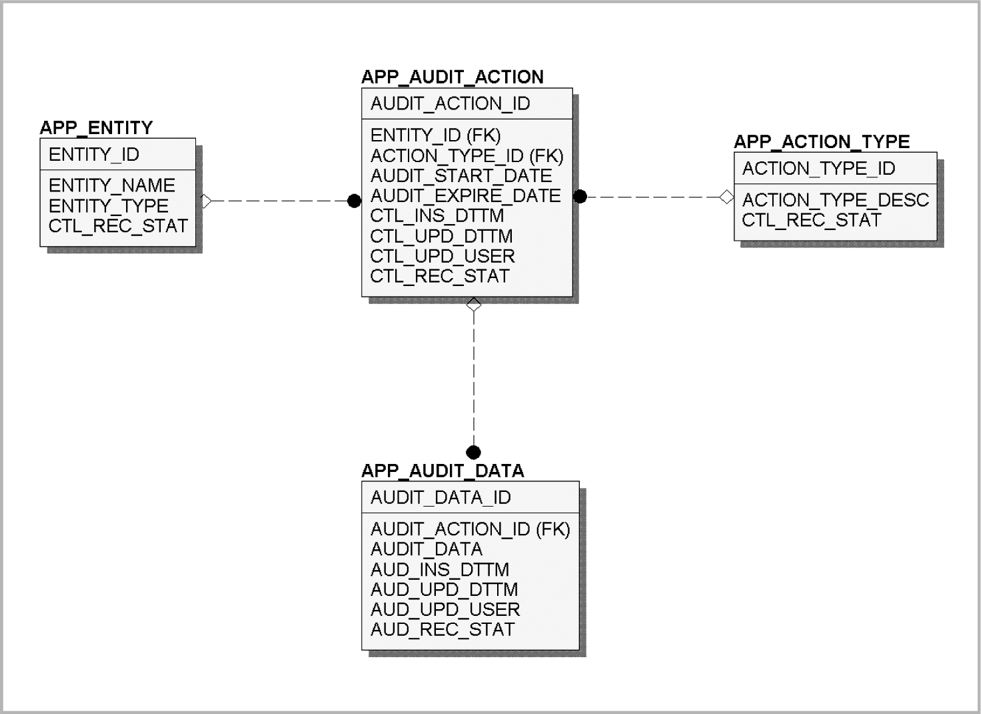 APP_AUDIT_ACTION
AUDIT_ACTION_ID
ENTITY_ID (FK)
ACTION_TYPE_ID (FK)
AUDIT_START_DATE
AUDIT_EXPIRE_DATE
CTL_INS_DTTM
CTL_UPD_DTTM
CTL_UPD_USER
CTL_REC_STAT
APP_ENTITY
ENTITY_ID
ENTITY_NAME
ENTITY_TYPE
CTL_REC_STAT
APP_ACTION_TYPE
ACTION_TYPE_ID
ACTION_TYPE_DESC
CTL_REC_STAT
APP_AUDIT_DATA
AUDIT_DATA_ID
AUDIT_ACTION_ID (FK)
AUDIT_DATA
AUD_INS_DTTM
AUD_UPD_DTTM
AUD_UPD_USER
AUD_REC_STAT